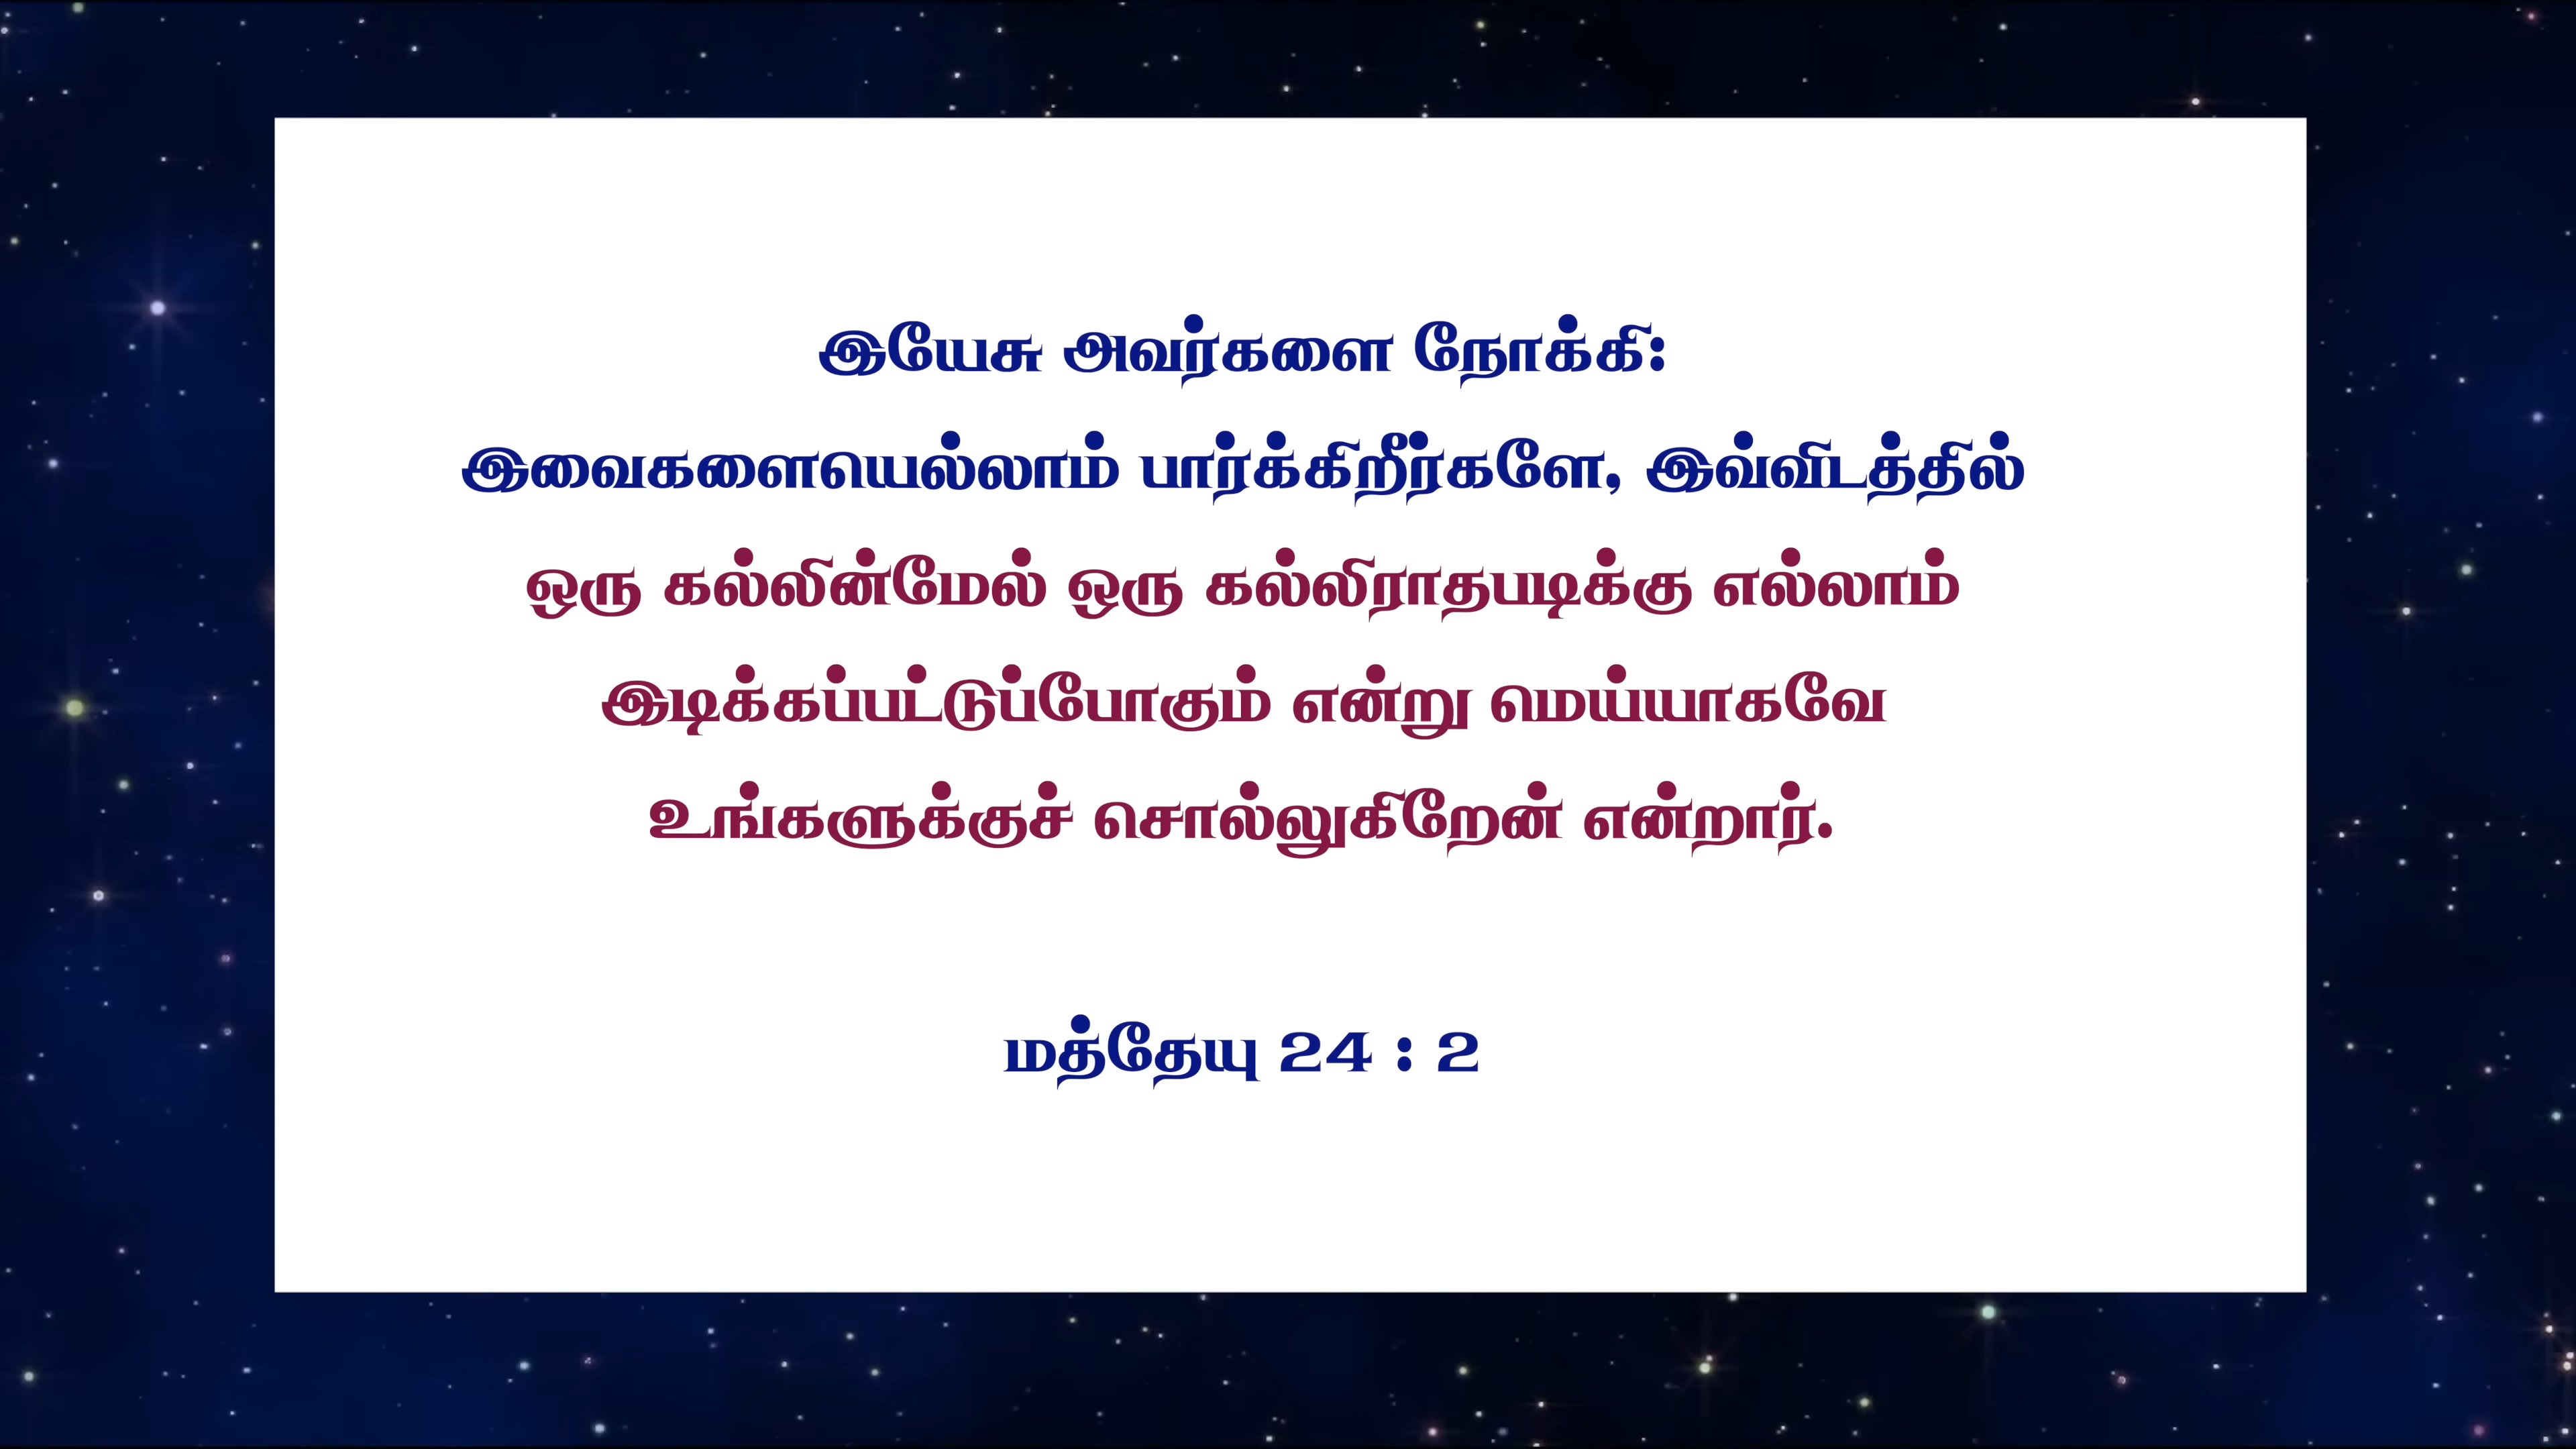 இயேசு அவர்களை நோக்கி:
இவைகளையெல்லாம் பார்க்கிறீர்களே, இவ்விடத்தில்
ஒரு கல்லின்மேல் ஒரு கல்லிராதபடிக்கு எல்லாம்
இடிக்கப்பட்டுப்போகும் என்று மெய்யாகவே
உங்களுக்குச் சொல்லுகிறேன் என்றார்.
மத்தேயு 24 : 2